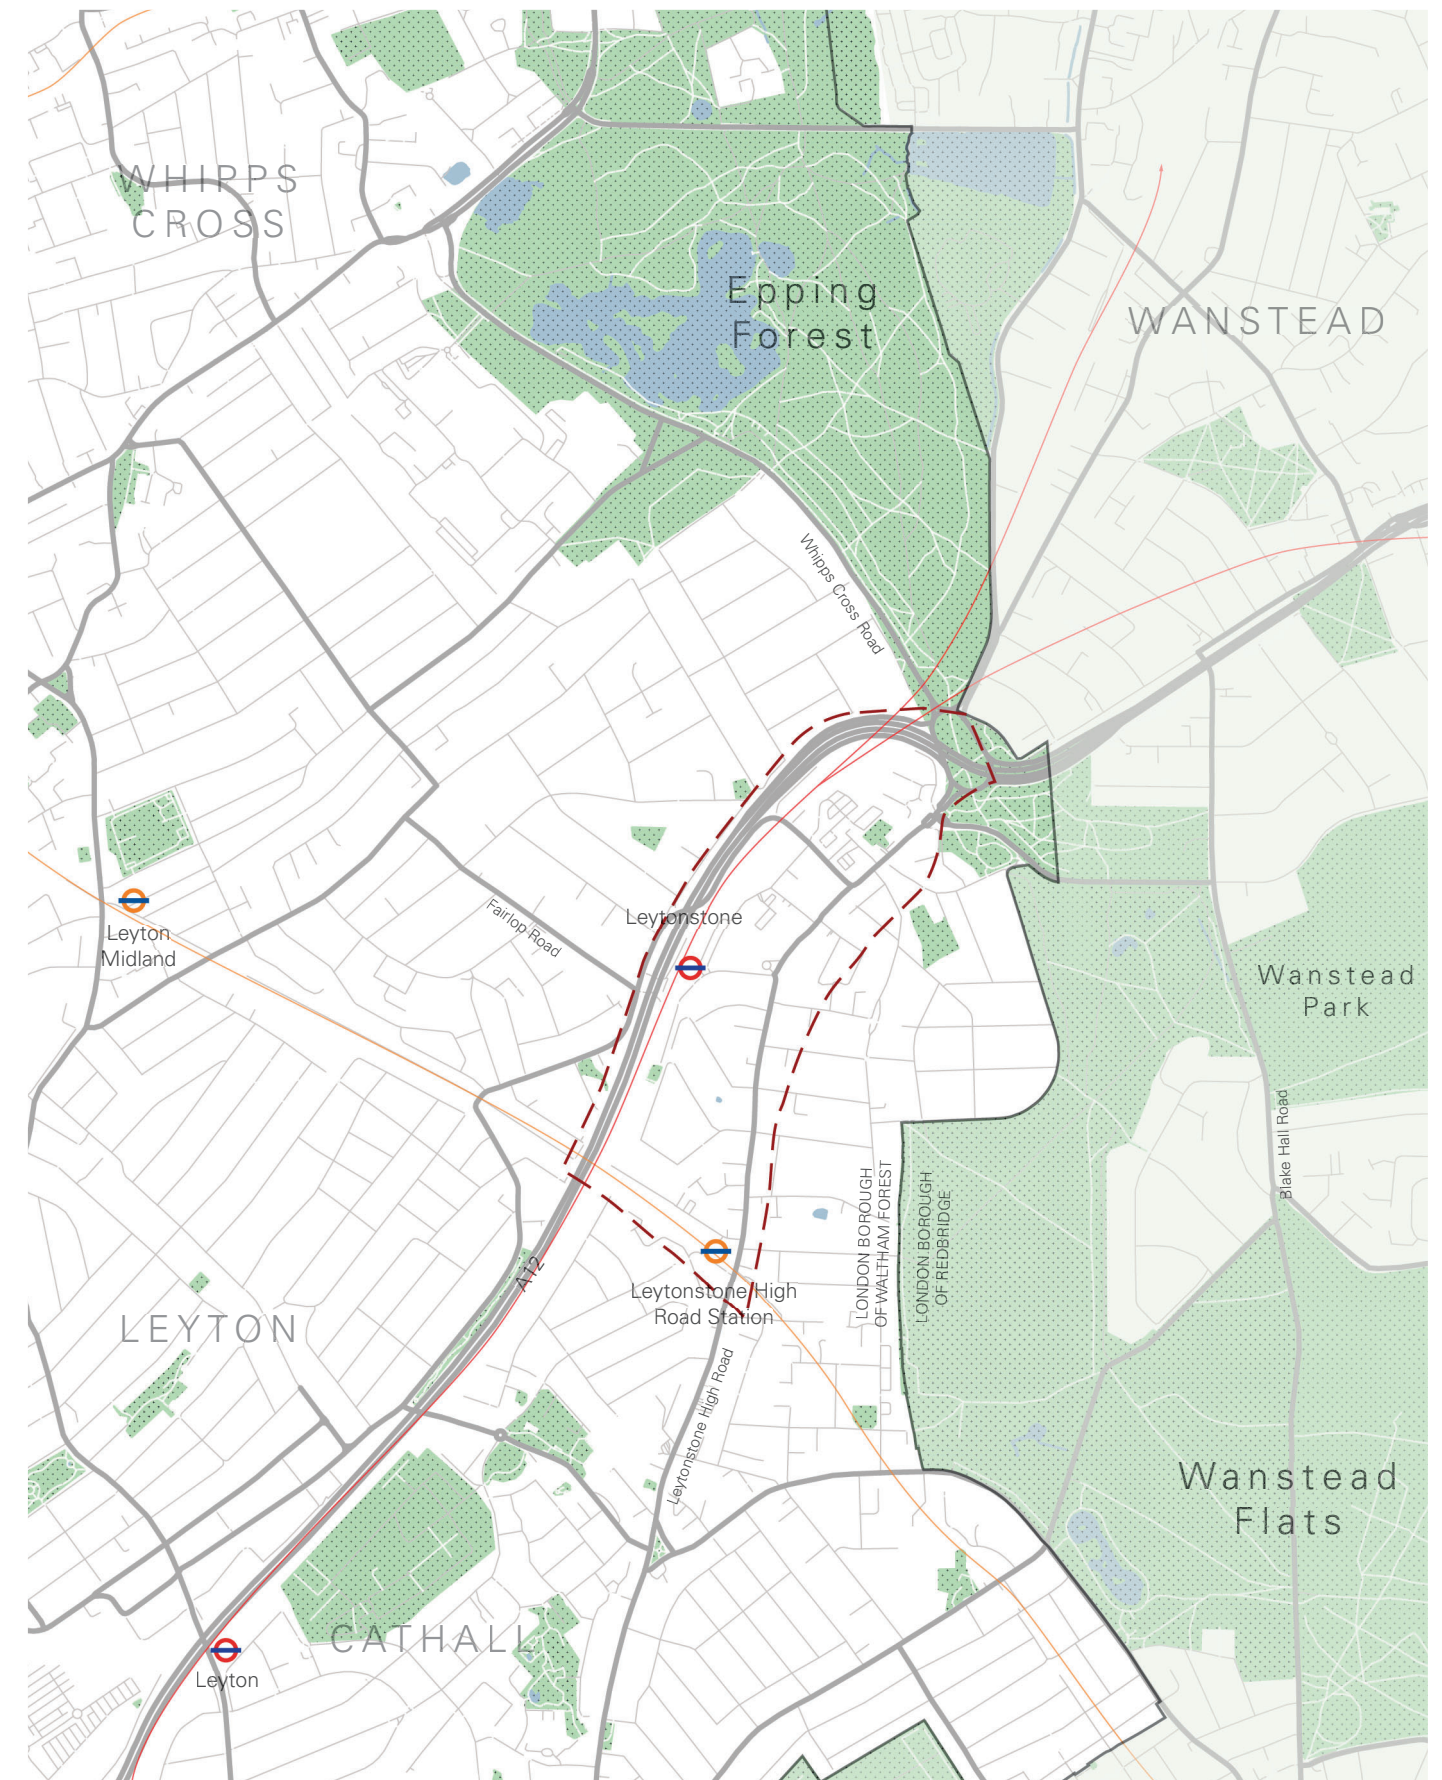 WHIPPS
CROSS
Epping
Forest
WANSTEAD
Whipps Cross Road
Leyton
Midland
Fairlop Road
Leytonstone
Wanstead
Park
Blake Hall Road
LONDON BOROUGH
OF WALTHAM FOREST
LONDON BOROUGH
OF REDBRIDGE
A12
Leytonstone High
Road Station
LEYTON
Leytonstone High Road
Wanstead
Flats
CATHALL
Leyton